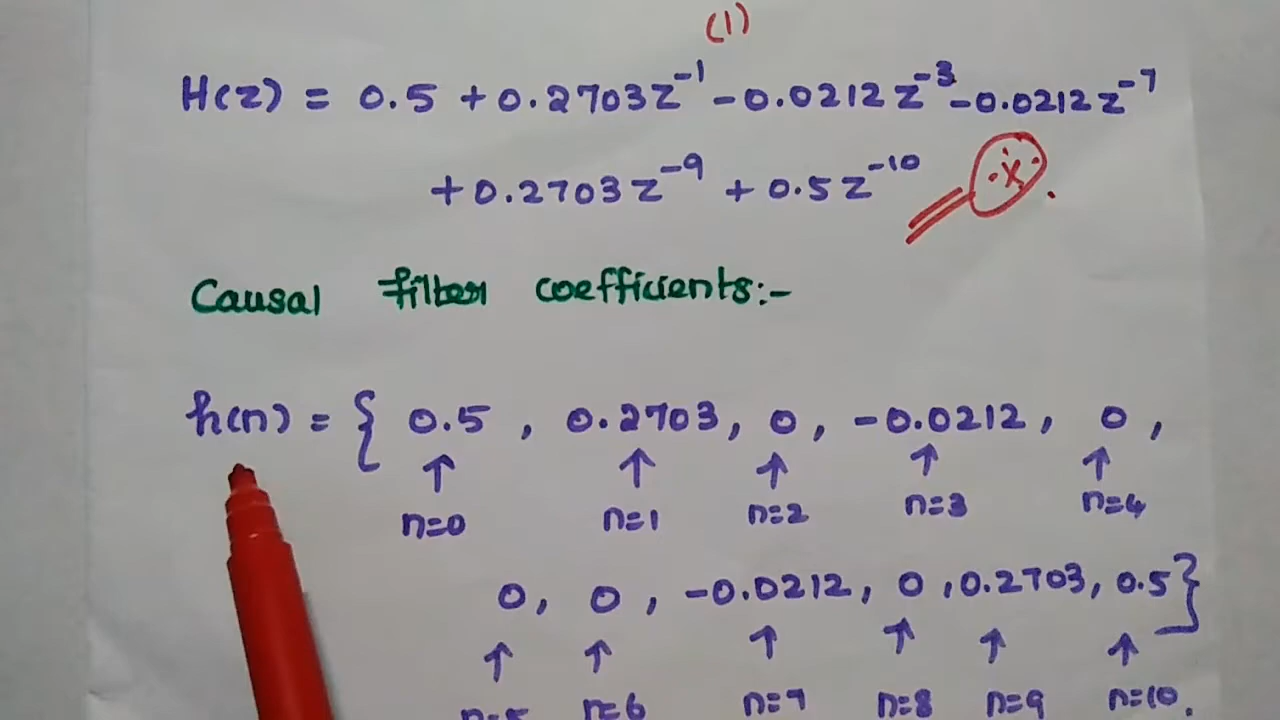 (1)
H(z) = 0.5 + 0.2703z⁻¹ - 0.0212z⁻³ - 0.0212z⁻⁷
+ 0.2703z⁻⁹ + 0.5z⁻¹⁰
Causal filter coefficients:-
h(n) = { 0.5 , 0.2703, 0 , -0.0212 , 0 ,
↑ ↑ ↑ ↑ ↑
n=0 n=1 n=2 n=3 n=4
0, 0 , -0.0212, 0 , 0.2703, 0.5}
↑ ↑ ↑ ↑ ↑ ↑
n=5 n=6 n=7 n=8 n=9 n=10.